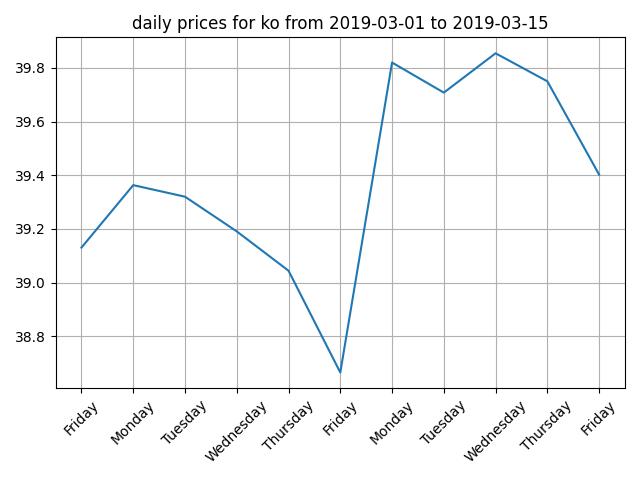 daily prices for ko from 2019-03-01 to 2019-03-15
39.8
39.6
39.4
39.2
39.0
38.8
Friday
Monday
Tuesday
Wednesday
Thursday
Friday
Monday
Tuesday
Wednesday
Thursday
Friday